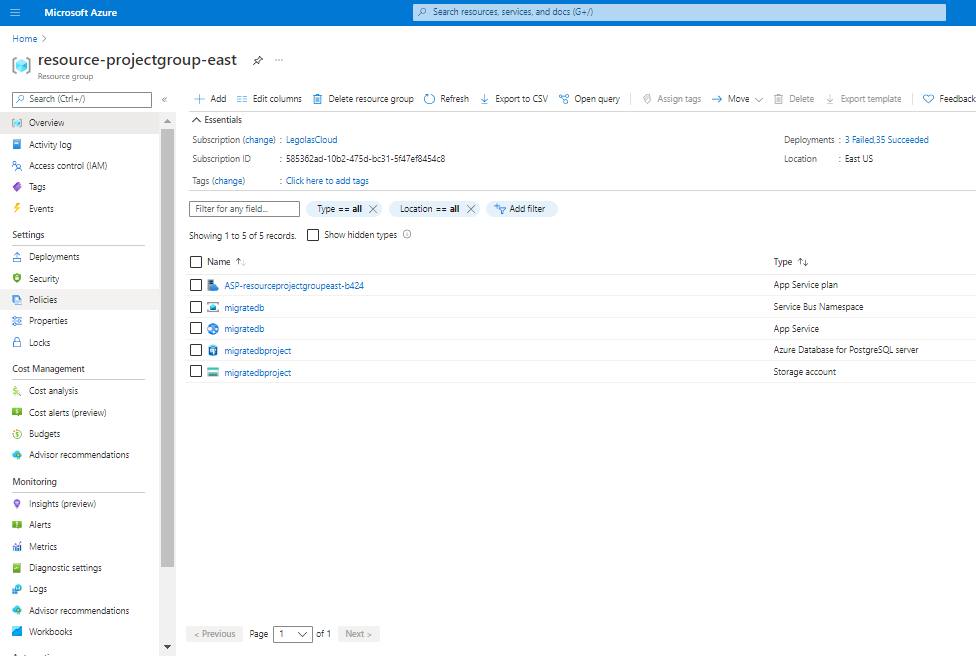 Microsoft Azure
Search resources, services, and docs (G+/)
Home >
resource-projectgroup-east ...
Resource group
Search (Ctrl+/) «
Add Edit columns Delete resource group Refresh Export to CSV Open query Assign tags Move Delete Export template Feedback
Overview
Activity log
Access control (IAM)
Tags
Events
Settings
Deployments
Security
Policies
Properties
Locks
Cost Management
Cost analysis
Cost alerts (preview)
Budgets
Advisor recommendations
Monitoring
Insights (preview)
Alerts
Metrics
Diagnostic settings
Logs
Advisor recommendations
Workbooks
Essentials
Subscription (change) : LegolasCloud
Deployments : 3 Failed,35 Succeeded
Subscription ID : 585362ad-10b2-475d-bc31-5f47ef8454c8
Location : East US
Tags (change) : Click here to add tags
Filter for any field... Type == all Location == all Add filter
Showing 1 to 5 of 5 records. Show hidden types
Name Type
ASP-resourceprojectgroupeast-b424 App Service plan
migratedb Service Bus Namespace
migratedb App Service
migratedbproject Azure Database for PostgreSQL server
migratedbproject Storage account
< Previous Page 1 of 1 Next >